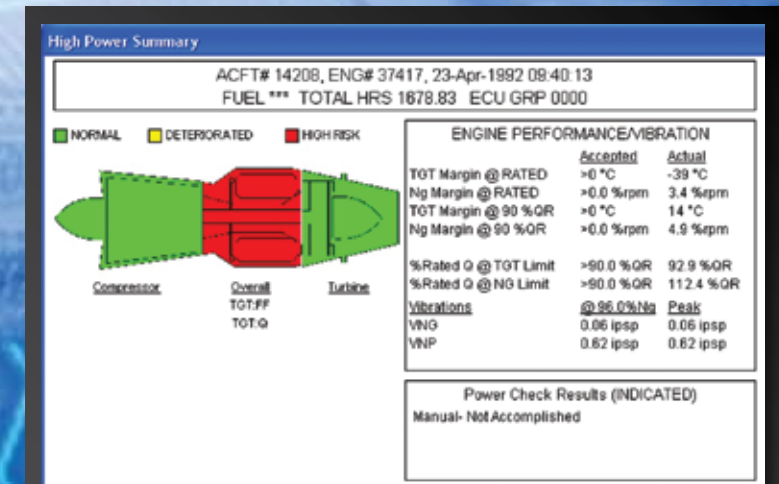 High Power Summary
ACFT# 14208, ENG# 37417, 23-Apr-1992 09:40:13
FUEL *** TOTAL HRS 1678.83 ECU GRP 0000
NORMAL DETERIORATED HIGH RISK
Compressor Overall Turbine
TGT:FF
TGT:Q
ENGINE PERFORMANCE/VIBRATION
Accepted Actual
TGT Margin @ RATED >0 °C -39 °C
Ng Margin @ RATED >0.0 %rpm 3.4 %rpm
TGT Margin @ 90 %QR >0 °C 14 °C
Ng Margin @ 90 %QR >0.0 %rpm 4.9 %rpm
%Rated Q @ TGT Limit >90.0 %QR 92.9 %QR
%Rated Q @ NG Limit >90.0 %QR 112.4 %QR
Vibrations @ 96.0%Ng Peak
VNG 0.06 ipsp 0.06 ipsp
VNP 0.62 ipsp 0.62 ipsp
Power Check Results (INDICATED)
Manual- Not Accomplished